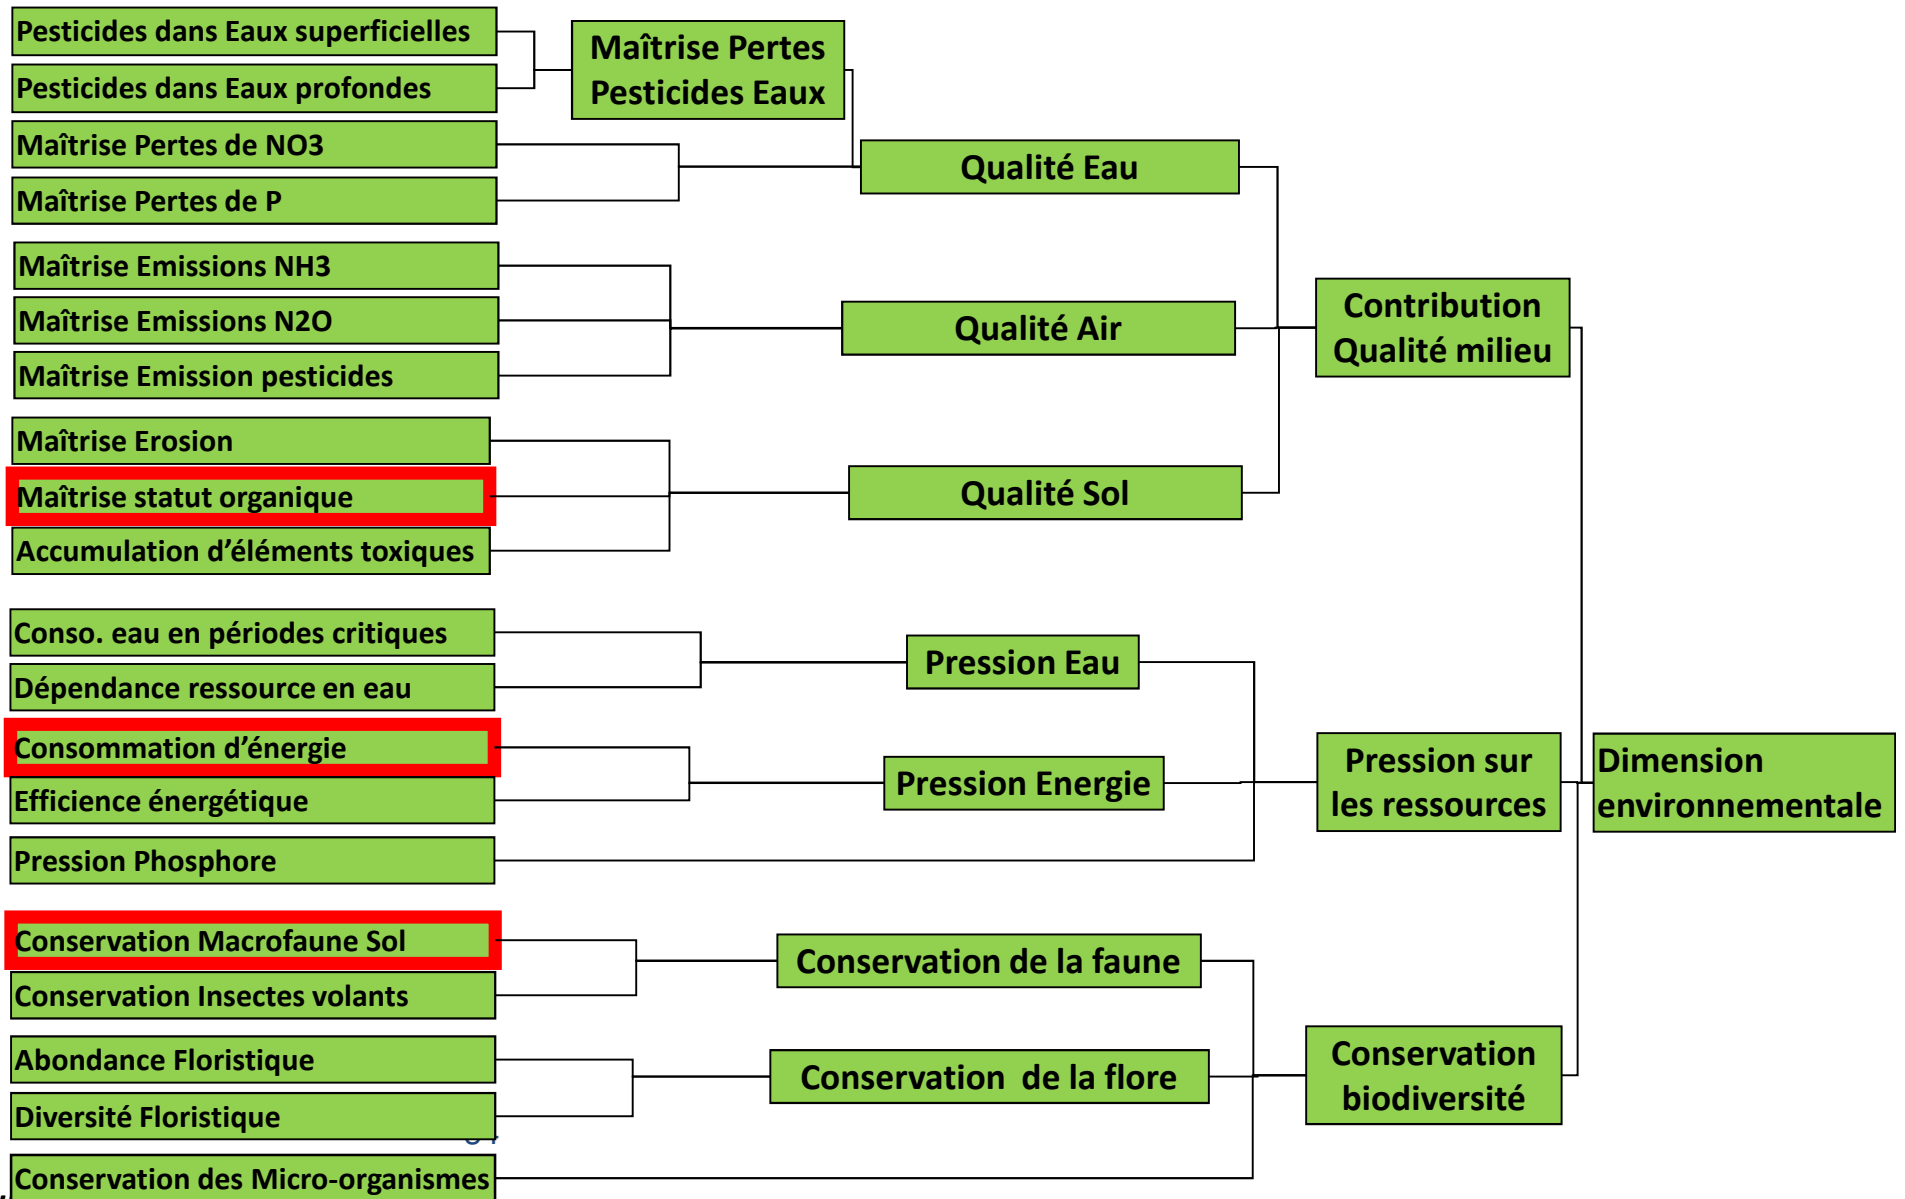 Pesticides dans Eaux superficielles
Pesticides dans Eaux profondes
Maîtrise Pertes de NO3
Maîtrise Pertes de P
Maîtrise Emissions NH3
Maîtrise Emissions N2O
Maîtrise Emission pesticides
Maîtrise Erosion
Maîtrise statut organique
Accumulation d’éléments toxiques
Conso. eau en périodes critiques
Dépendance ressource en eau
Consommation d’énergie
Efficience énergétique
Pression Phosphore
Conservation Macrofaune Sol
Conservation Insectes volants
Abondance Floristique
Diversité Floristique
Conservation des Micro-organismes
Maîtrise Pertes
Pesticides Eaux
Qualité Eau
Qualité Air
Qualité Sol
Pression Eau
Pression Energie
Conservation de la faune
Conservation de la flore
Contribution
Qualité milieu
Pression sur
les ressources
Conservation
biodiversité
Dimension
environnementale